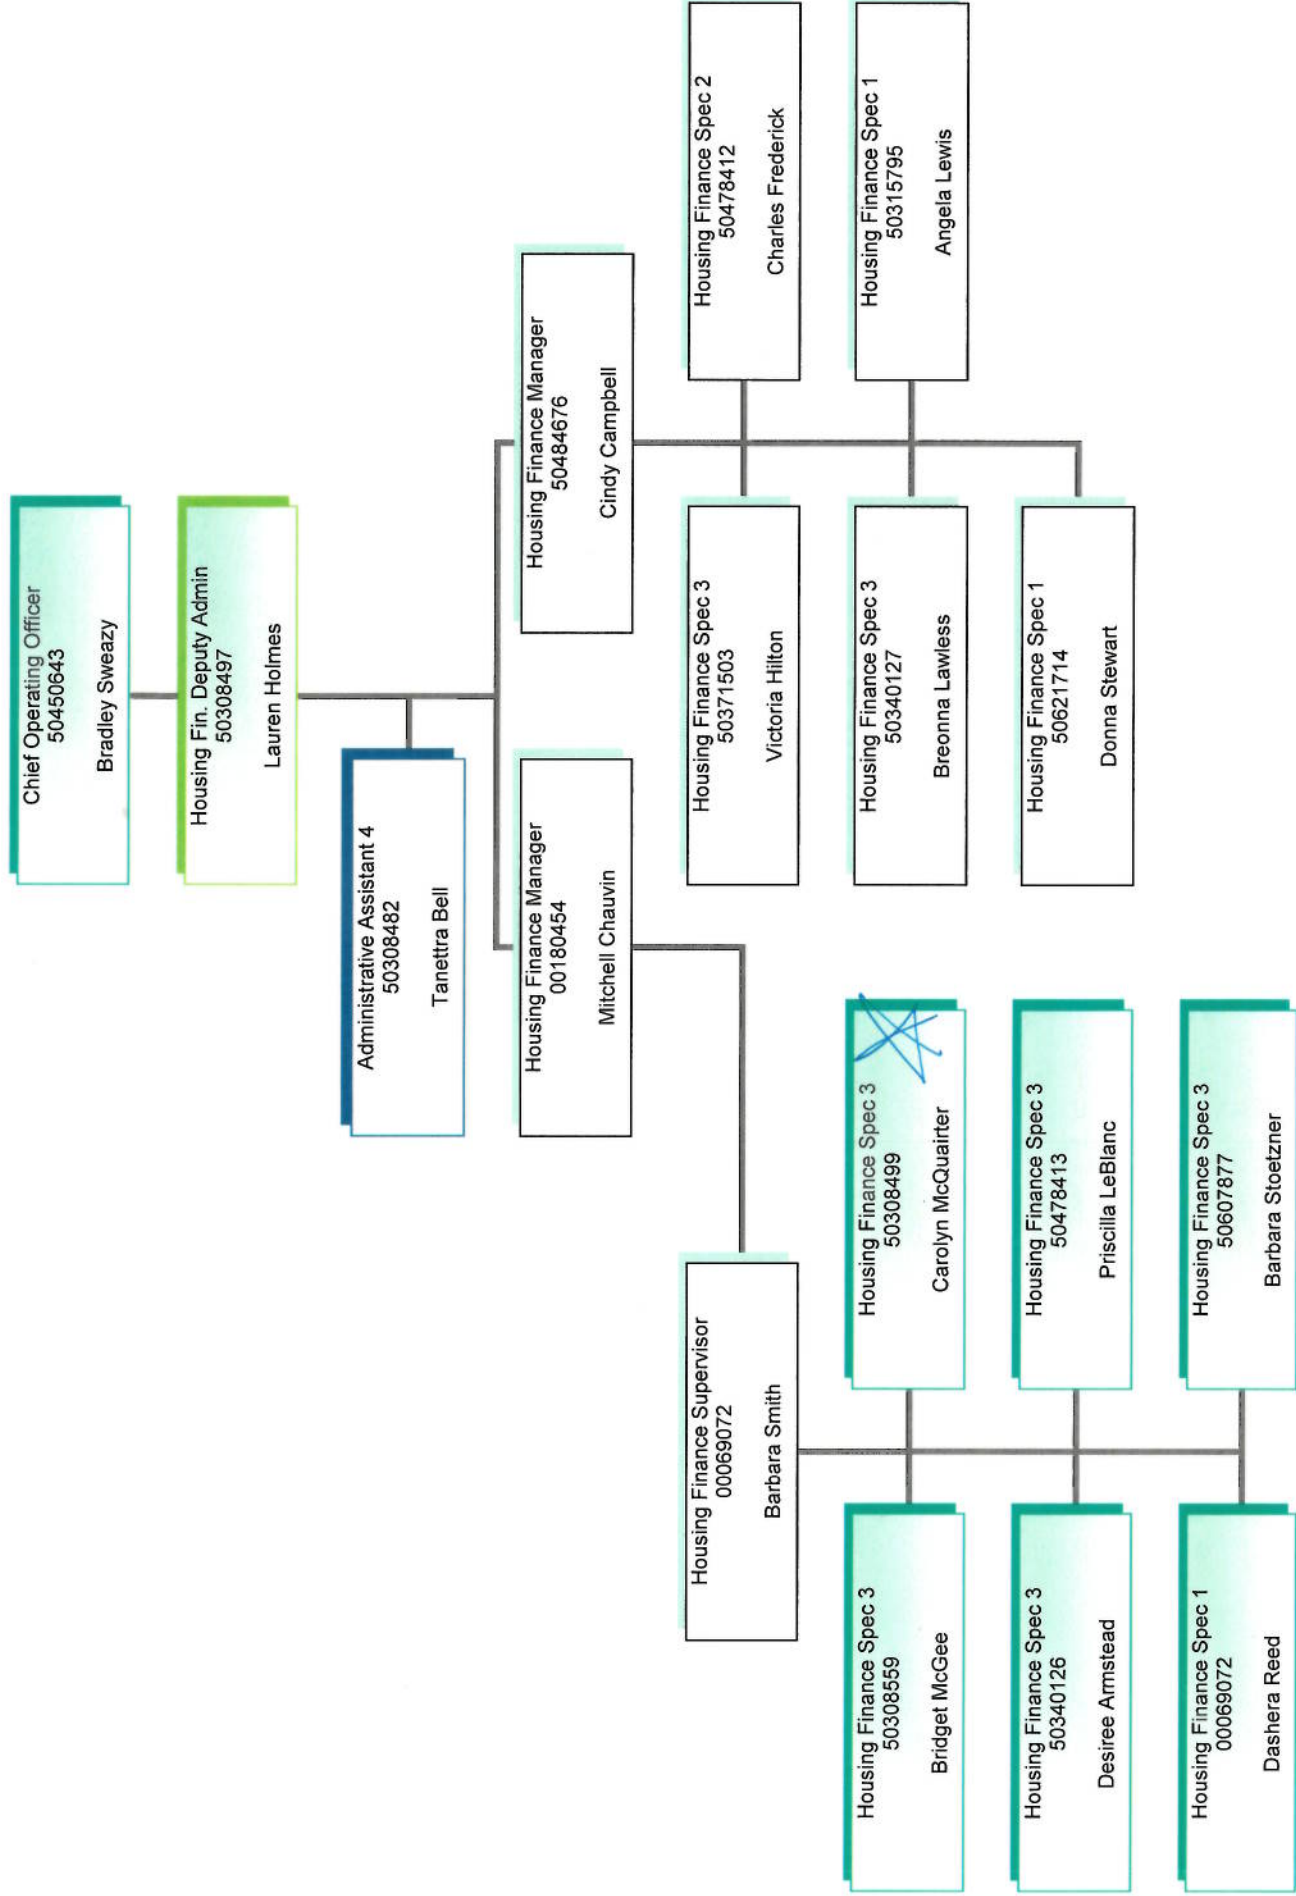 Chief Operating Officer
50450643
Bradley Sweazy
Housing Fin. Deputy Admin
50308497
Lauren Holmes
Administrative Assistant 4
50308482
Tanettra Bell
Housing Finance Manager
00180454
Mitchell Chauvin
Housing Finance Manager
50484676
Cindy Campbell
Housing Finance Supervisor
00069072
Barbara Smith
Housing Finance Spec 3
50371503
Victoria Hilton
Housing Finance Spec 2
50478412
Charles Frederick
Housing Finance Spec 3
50308559
Bridget McGee
Housing Finance Spec 3
50308499
Carolyn McQuairter
Housing Finance Spec 3
50340127
Breonna Lawless
Housing Finance Spec 1
50315795
Angela Lewis
Housing Finance Spec 3
50340126
Desiree Armstead
Housing Finance Spec 3
50478413
Priscilla LeBlanc
Housing Finance Spec 1
50621714
Donna Stewart
Housing Finance Spec 1
00069072
Dashera Reed
Housing Finance Spec 3
50607877
Barbara Stoetzner